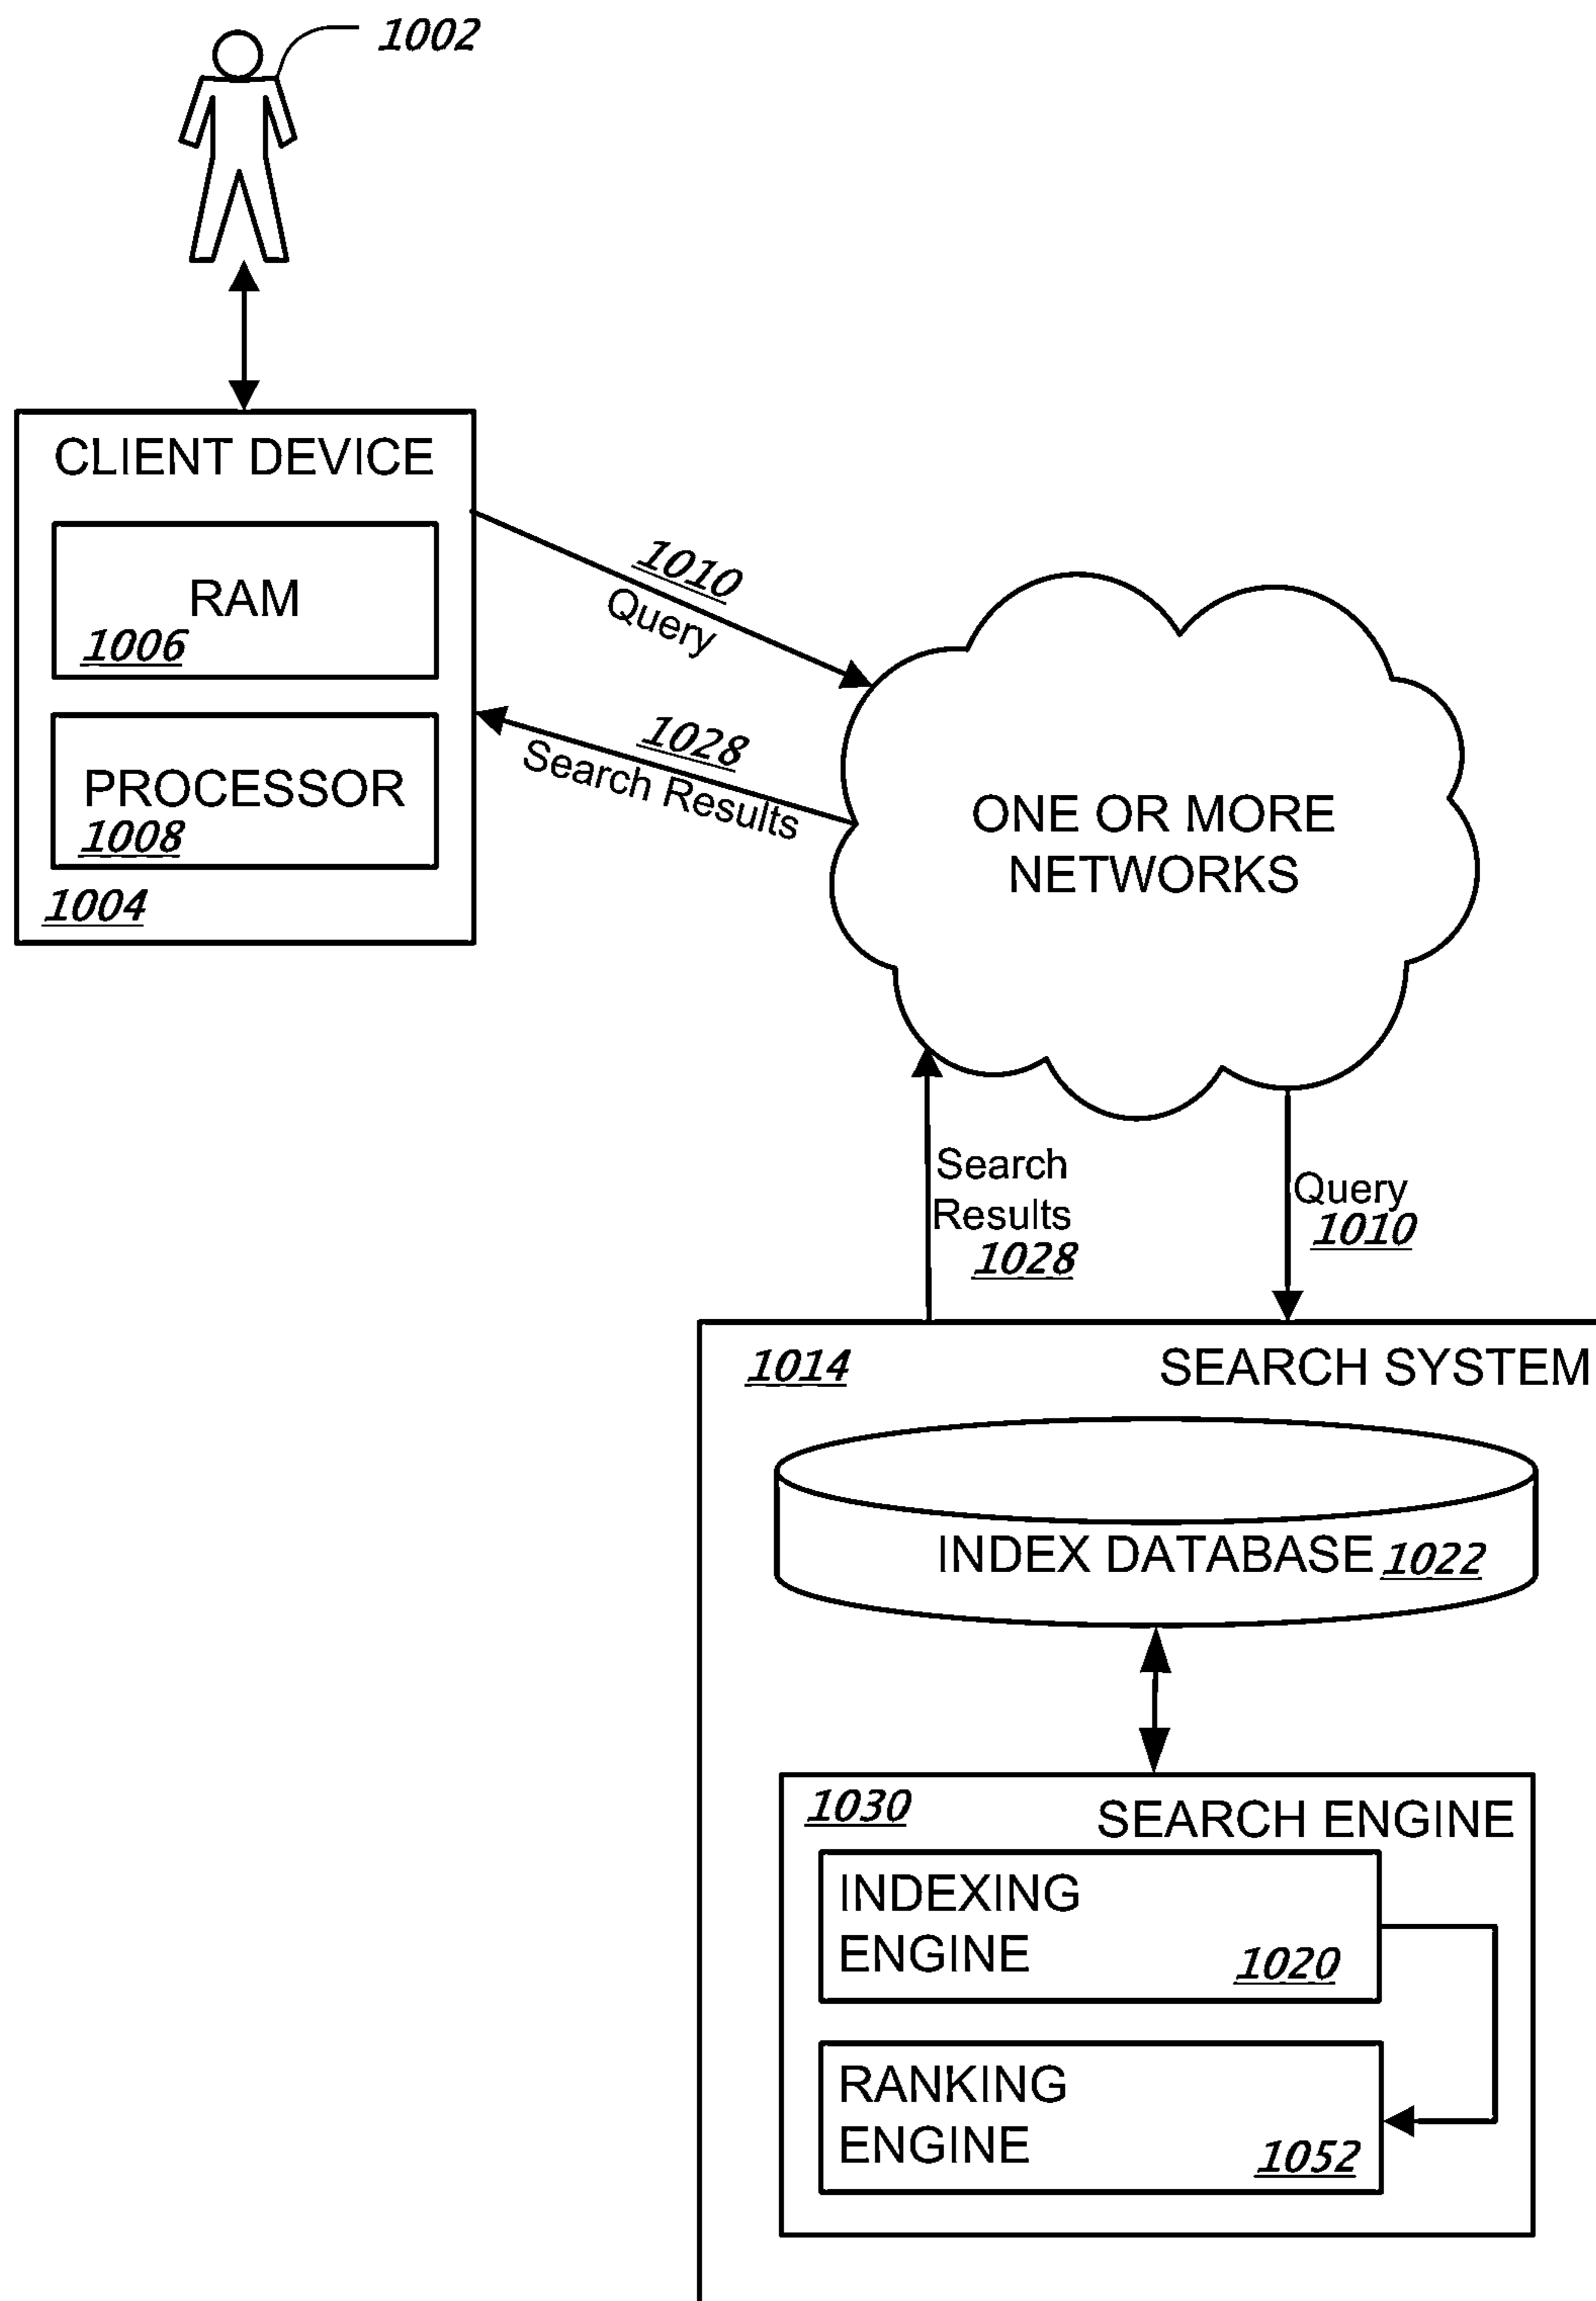 1002
CLIENT DEVICE
RAM
1006
PROCESSOR
1008
1004
1010
Query
1028
Search Results
ONE OR MORE
NETWORKS
Search
Results
1028
Query
1010
1014
SEARCH SYSTEM
INDEX DATABASE 1022
1030
SEARCH ENGINE
INDEXING
ENGINE
1020
RANKING
ENGINE
1052